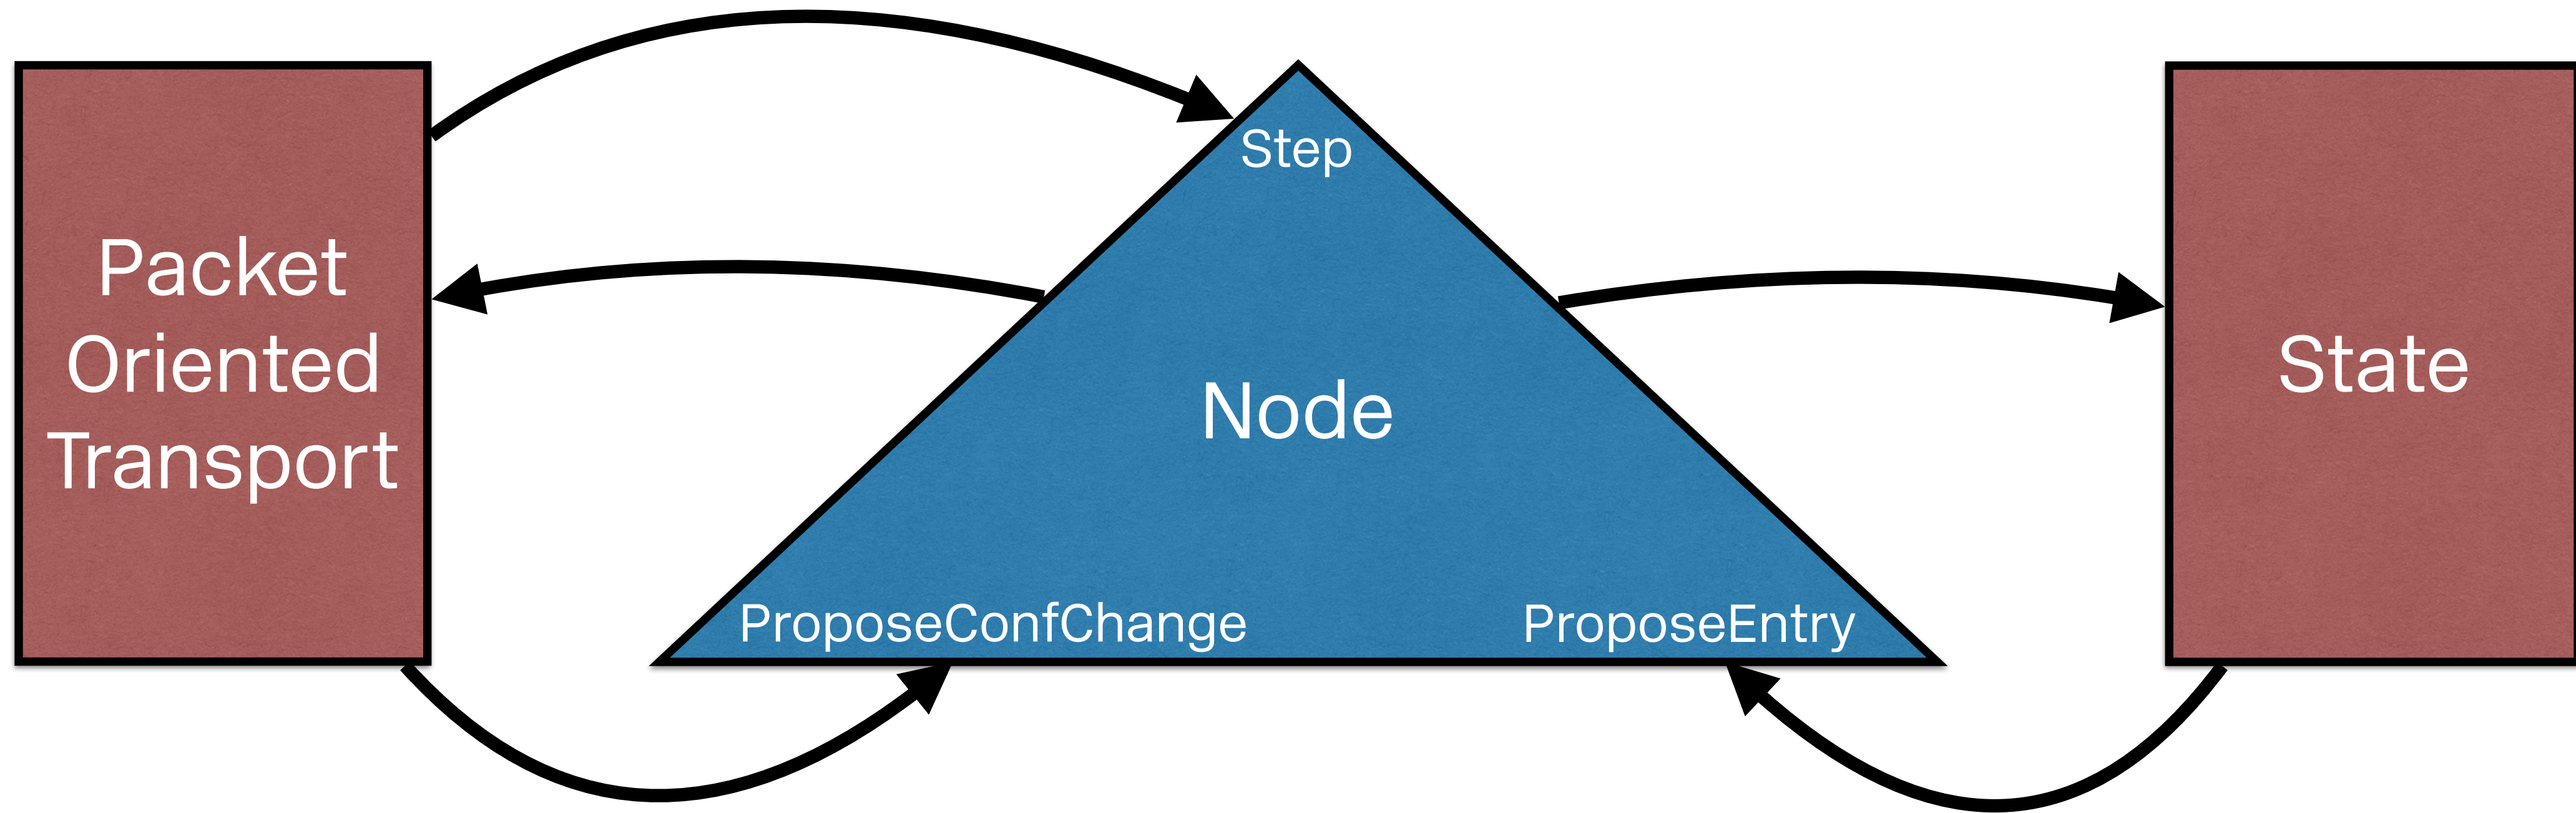 Packet
Oriented
Transport
Step
Node
ProposeConfChange
ProposeEntry
State